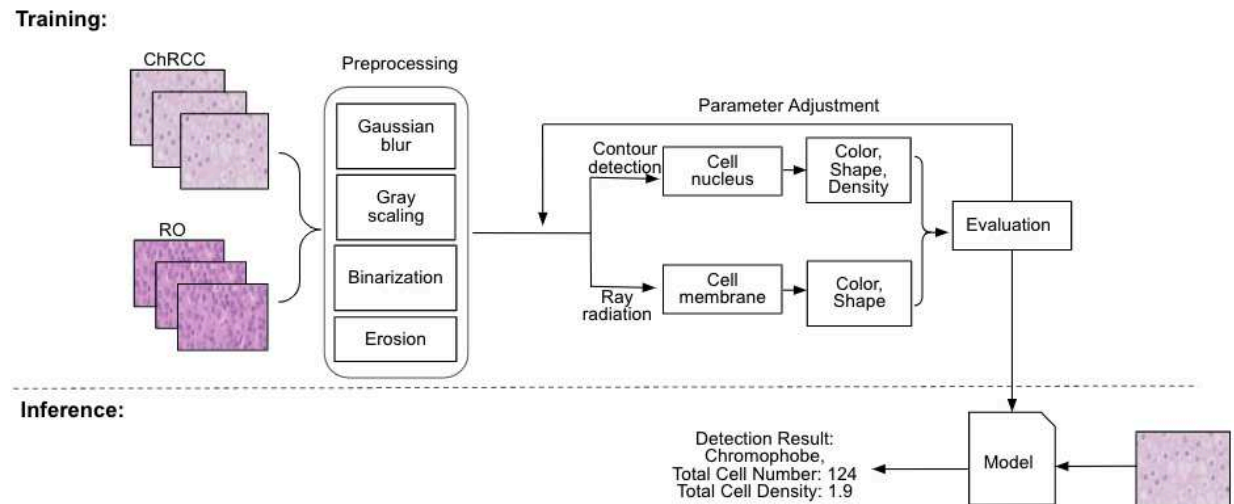 Training:
ChRCC
RO
Preprocessing
Gaussian
blur
Gray
scaling
Binarization
Erosion
Parameter Adjustment
Contour
detection
Cell
nucleus
Color,
Shape,
Density
Ray
radiation
Cell
membrane
Color,
Shape
Evaluation
Inference:
Detection Result:
Chromophobe,
Total Cell Number: 124
Total Cell Density: 1.9
Model